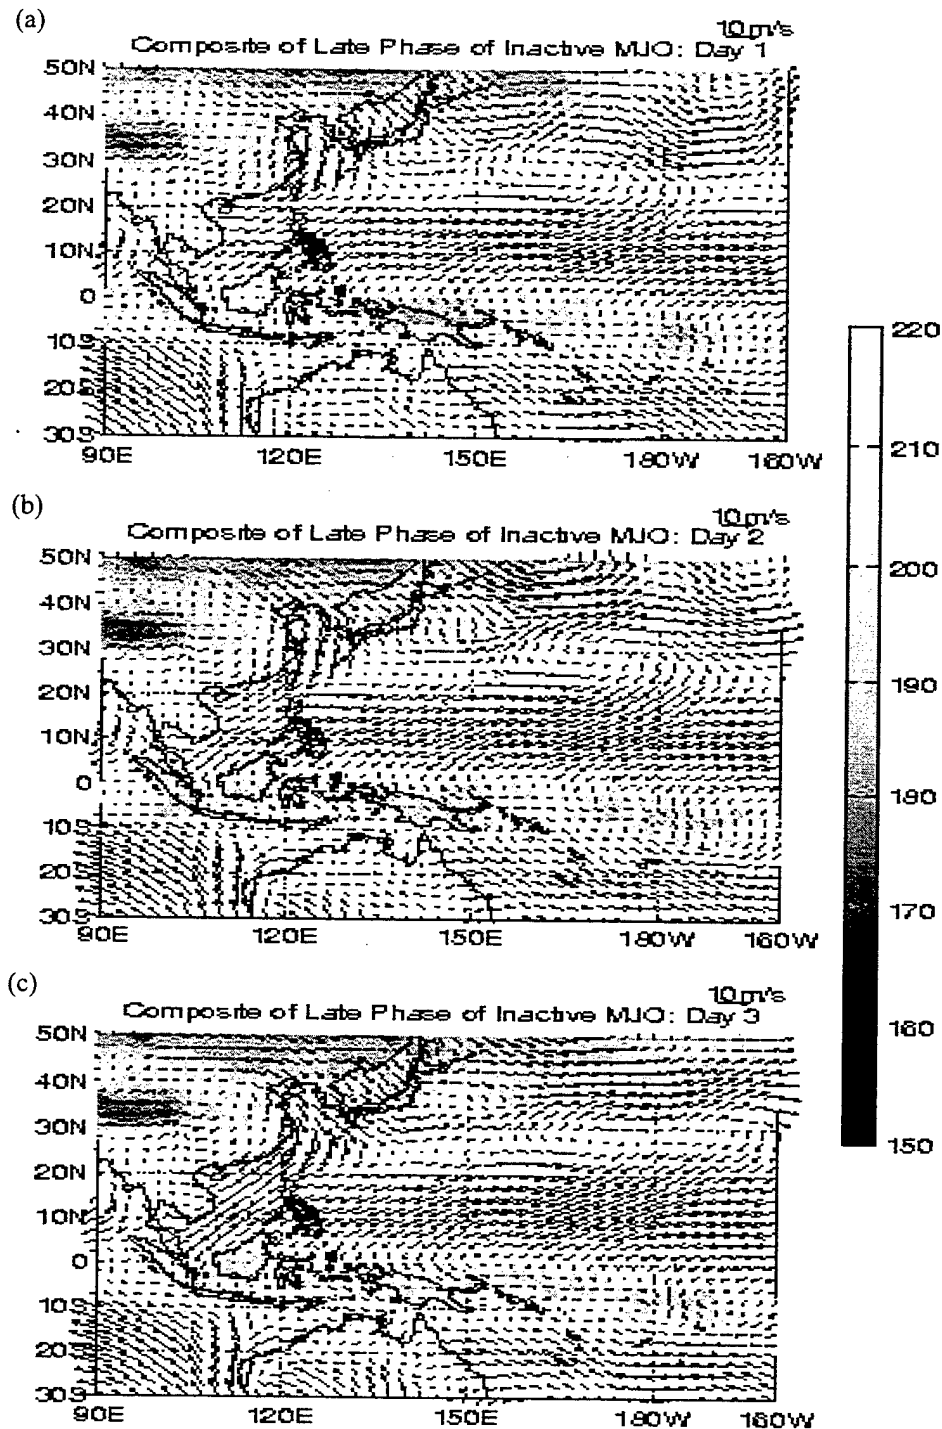 (a)
10 m/s
Composite of Late Phase of Inactive MJO: Day 1
50N
40N
30N
20N
10N
0
10S
20S
30S
90E 120E 150E 180W 160W
(b)
10 m/s
Composite of Late Phase of Inactive MJO: Day 2
50N
40N
30N
20N
10N
0
10S
20S
30S
90E 120E 150E 180W 160W
(c)
10 m/s
Composite of Late Phase of Inactive MJO: Day 3
50N
40N
30N
20N
10N
0
10S
20S
30S
90E 120E 150E 180W 160W
220
210
200
190
180
170
160
150